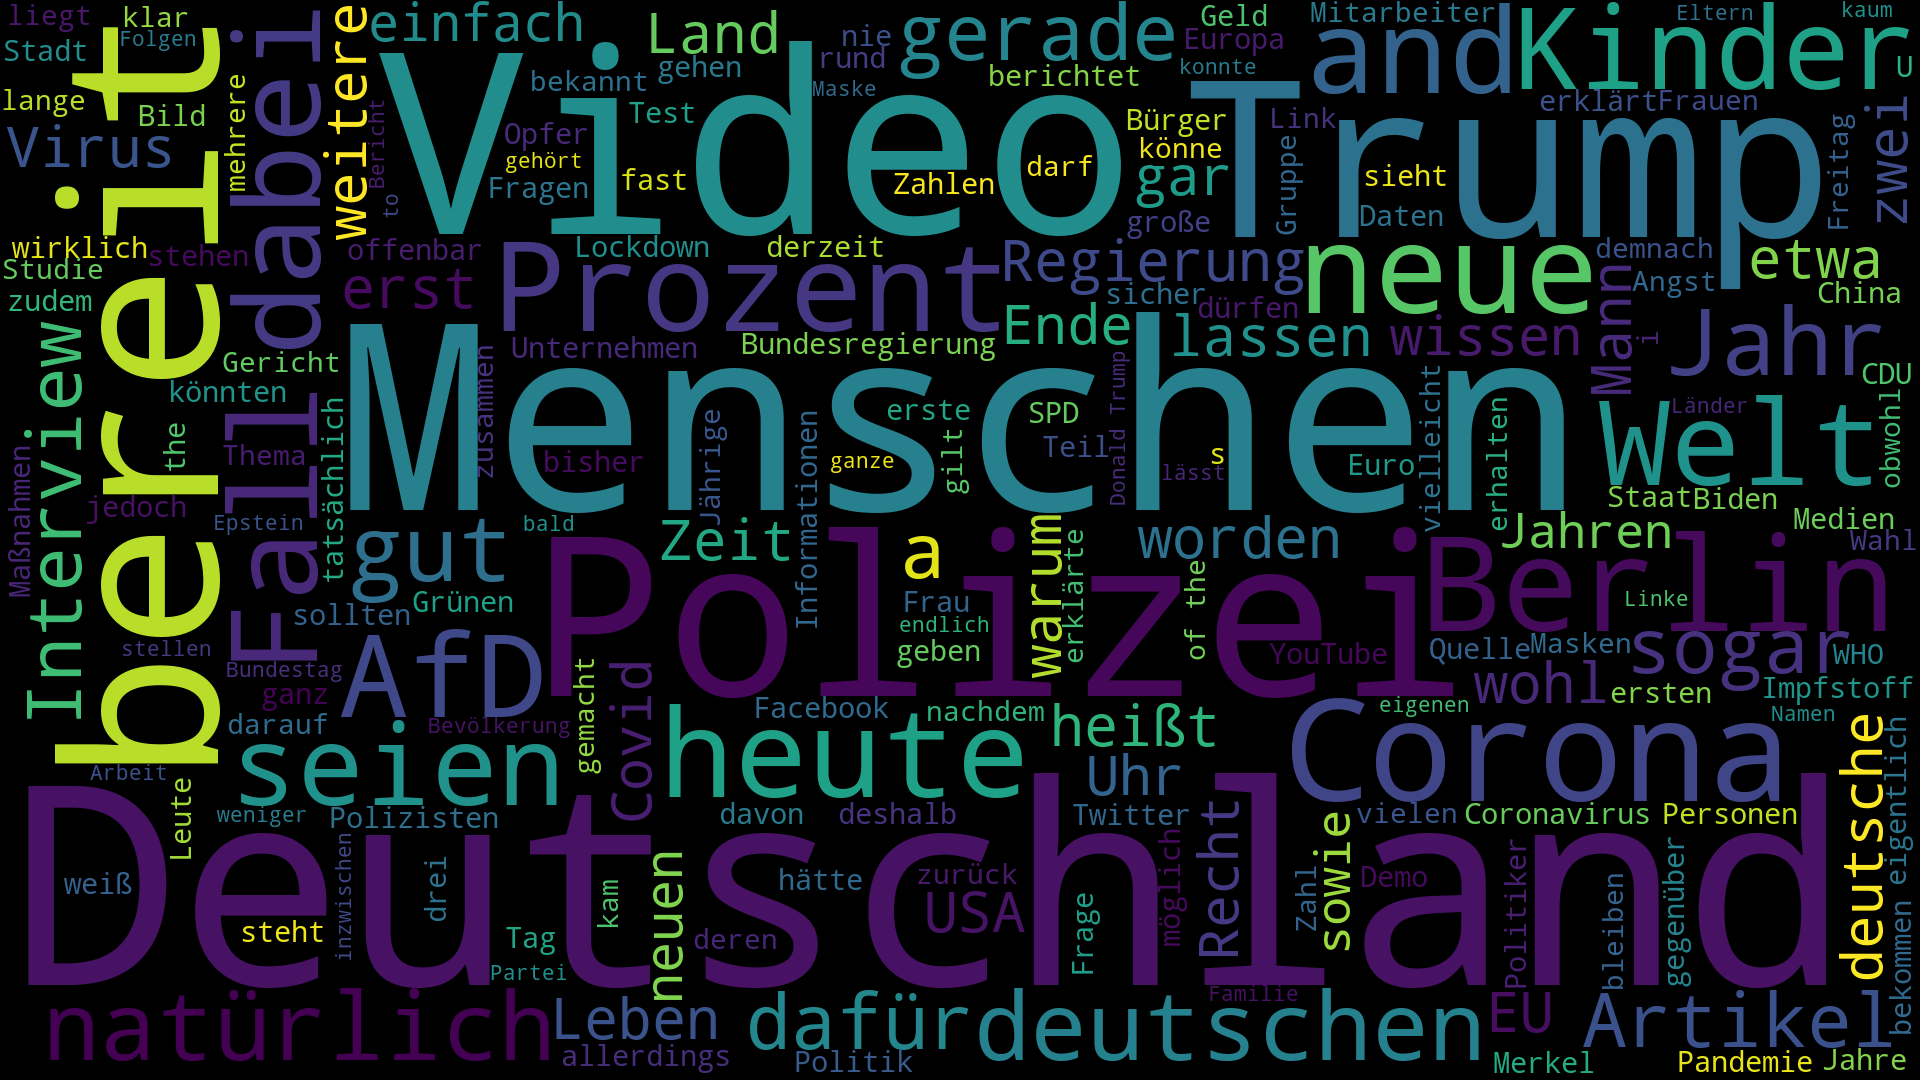 liegt
klar
Folgen
Stadt
lange
Bild
Virus
mehrere
bereit
dabei
weitere
einfach
Land
nie
rund
gehen
bekannt
Maske
Test
Opfer
gehört
Fragen
fast
to
Bericht
Video
gerade
berichtet
Zahlen
darf
Geld
Europa
konnte
Mitarbeiter
and
Eltern
kaum
Kinder
U
Trump
erklärt
Frauen
Bürger
könne
Link
gar
große
Gruppe
sieht
Daten
Freitag
zwei
wirklich
stehen
Studie
zudem
offenbar
erst
Lockdown
derzeit
Prozent
Regierung
sicher
dürfen
neue
demnach
Angst
etwa
China
Interview
Gericht
könnten
Unternehmen
Bundesregierung
Ende
lassen
wissen
Mann
i
Jahr
CDU
Länder
Fall
the
Thema
tatsächlich
Menschen
zusammen
bisher
Jährige
Informationen
erste
ganze
gilt
SPD
Teil
Donald Trump
lässt
s
Euro
vielleicht
erhalten
Welt
obwohl
Staat
Biden
Medien
Wahl
Maßnahmen
jedoch
Epstein
gut
bald
Zeit
a
warum
worden
Jahren
sollten
Grünen
Polizei
Frau
endlich
geben
erklärte
of the
YouTube
Berlin
Linke
Quelle
Masken
sogar
WHO
stellen
Bundestag
ganz
AfD
darauf
Bevölkerung
gemacht
Covid
Facebook
nachdem
heißt
wohl
ersten
Impfstoff
eigenen
Namen
Arbeit
seien
heute
Uhr
Corona
deutsche
eigentlich
Leute
weniger
Polizisten
davon
deshalb
Twitter
vielen
Coronavirus
Personen
Deutschland
weiß
steht
inzwischen
drei
Tag
Partei
kam
neuen
hätte
deren
zurück
USA
Frage
möglich
Recht
Zahl
sowie
Demo
Politiker
bleiben
gegenüber
bekommen
natürlich
Leben
allerdings
dafür
Politik
deutschen
Familie
EU
Merkel
Artikel
Pandemie
Jahre